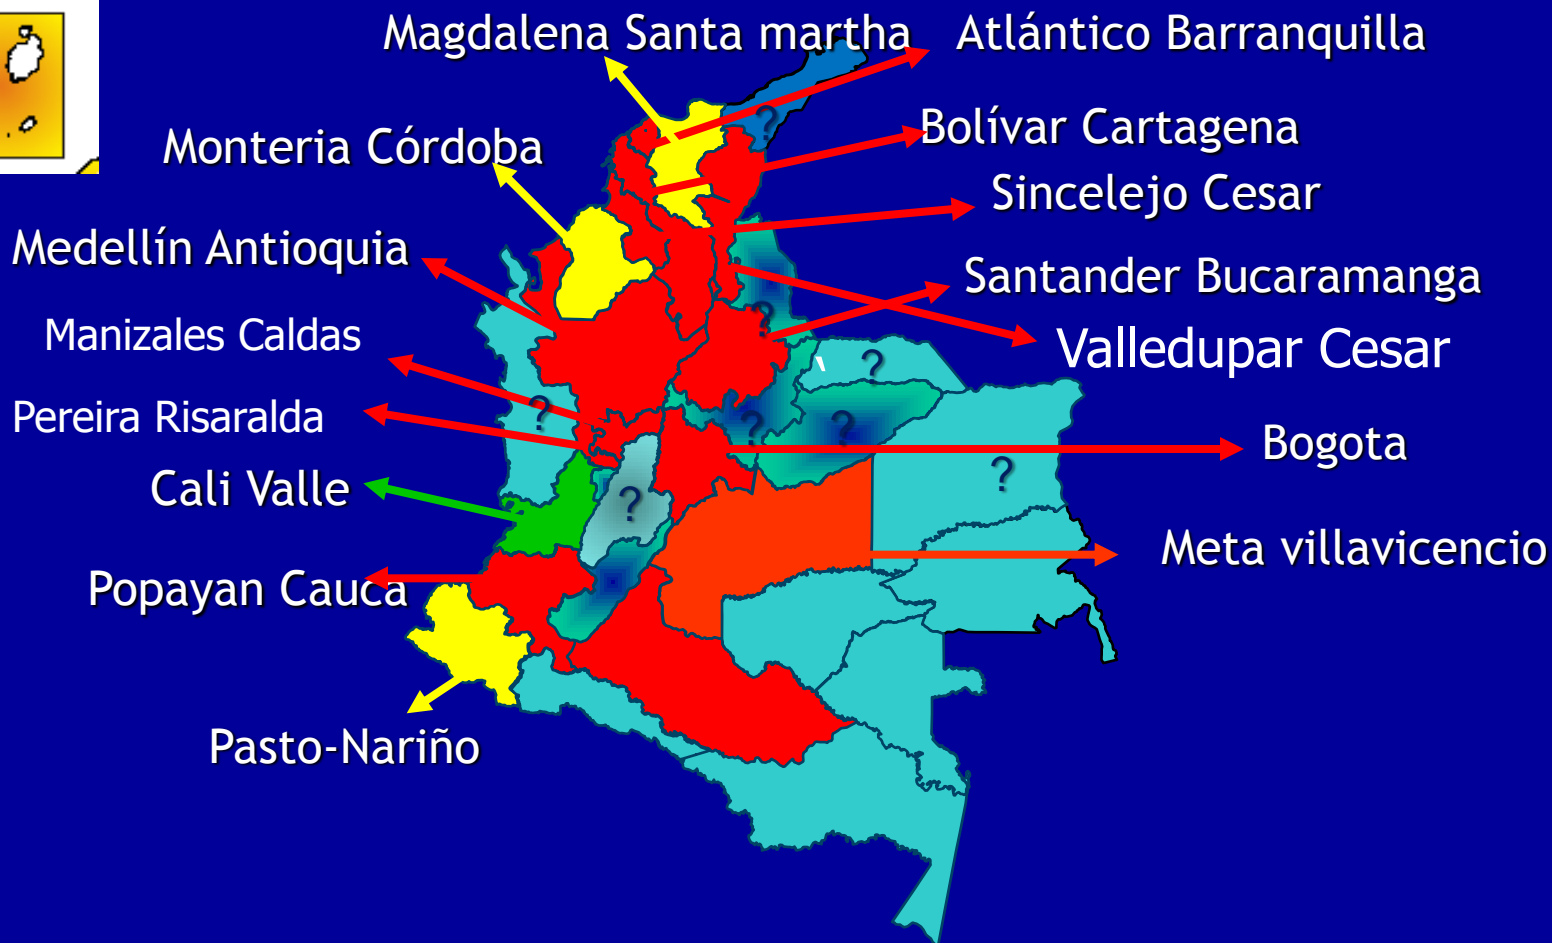 Magdalena Santa martha
Atlántico Barranquilla
Monteria Córdoba
Bolívar Cartagena
Sincelejo Cesar
Medellín Antioquia
Santander Bucaramanga
Manizales Caldas
Valledupar Cesar
Pereira Risaralda
Bogota
Cali Valle
Meta villavicencio
Popayan Cauca
Pasto-Nariño
?
?
?
?
?
?
?
?
?